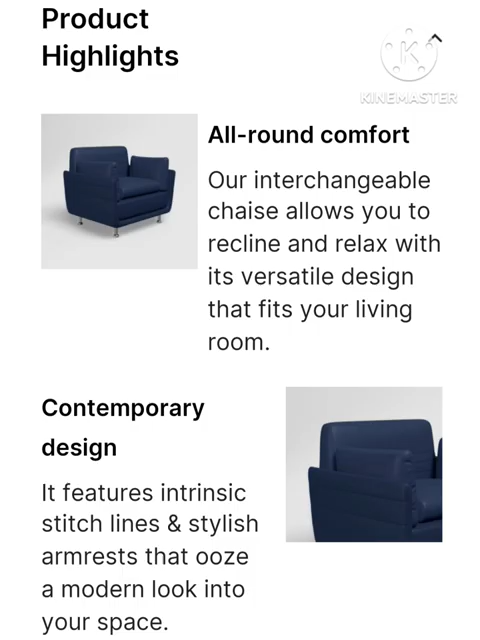 Product
Highlights
K
KINEMASTER
All-round comfort
Our interchangeable
chaise allows you to
recline and relax with
its versatile design
that fits your living
room.
Contemporary
design
It features intrinsic
stitch lines & stylish
armrests that ooze
a modern look into
your space.